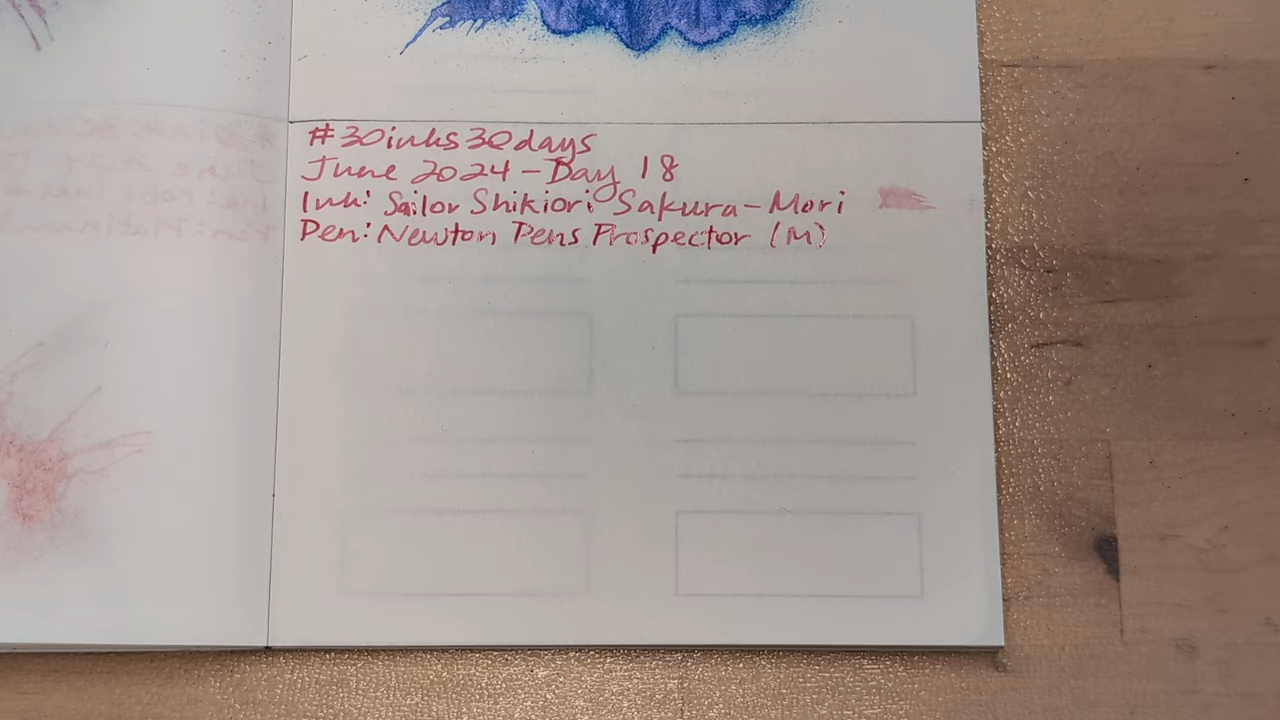 #30inks30days
June 2024 - Day 18
Ink: Sailor Shikiori Sakura-Mori
Pen: Newton Pens Prospector (M)